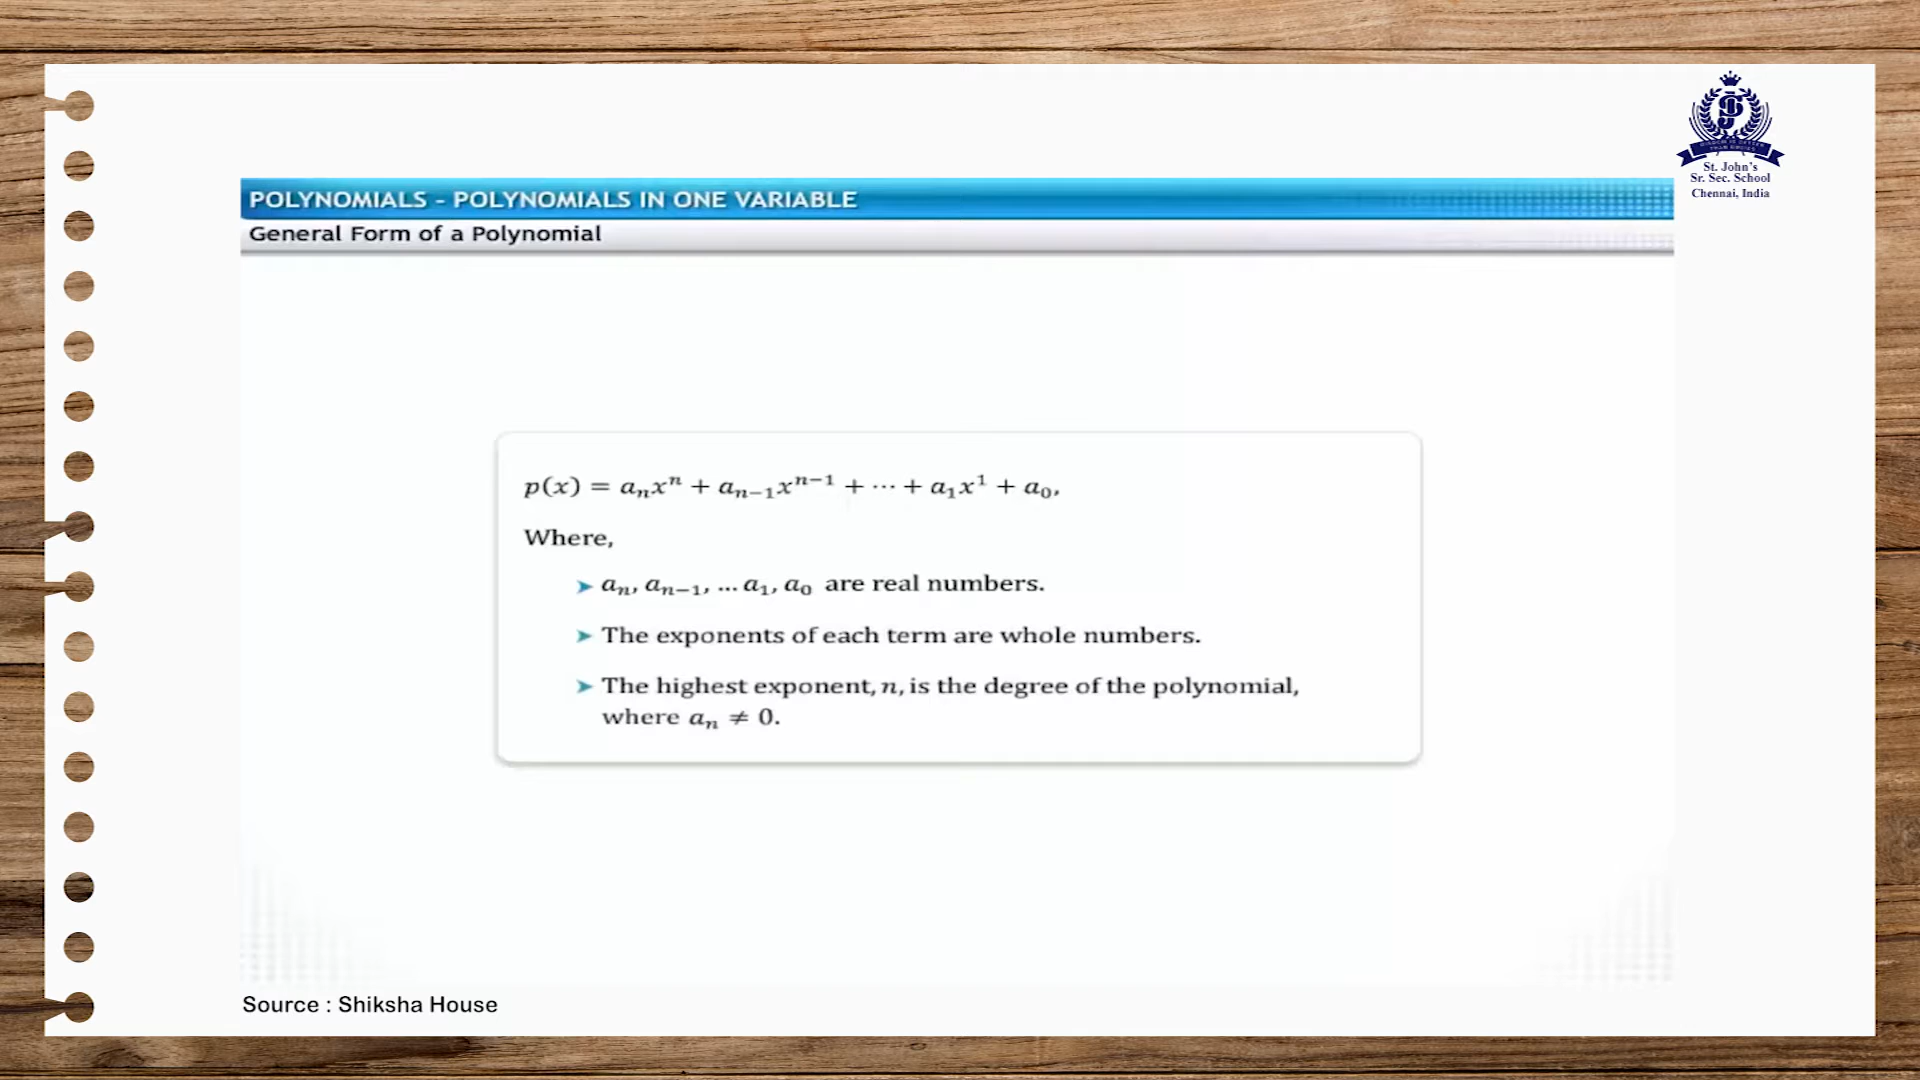 St. John's
Sr. Sec. School
Chennai, India
POLYNOMIALS - POLYNOMIALS IN ONE VARIABLE
General Form of a Polynomial
p(x) = aₙxⁿ + aₙ₋₁xⁿ⁻¹ + ⋯ + a₁x¹ + a₀,
Where,
➤ aₙ, aₙ₋₁, … a₁, a₀ are real numbers.
➤ The exponents of each term are whole numbers.
➤ The highest exponent, n, is the degree of the polynomial,
where aₙ ≠ 0.
Source : Shiksha House